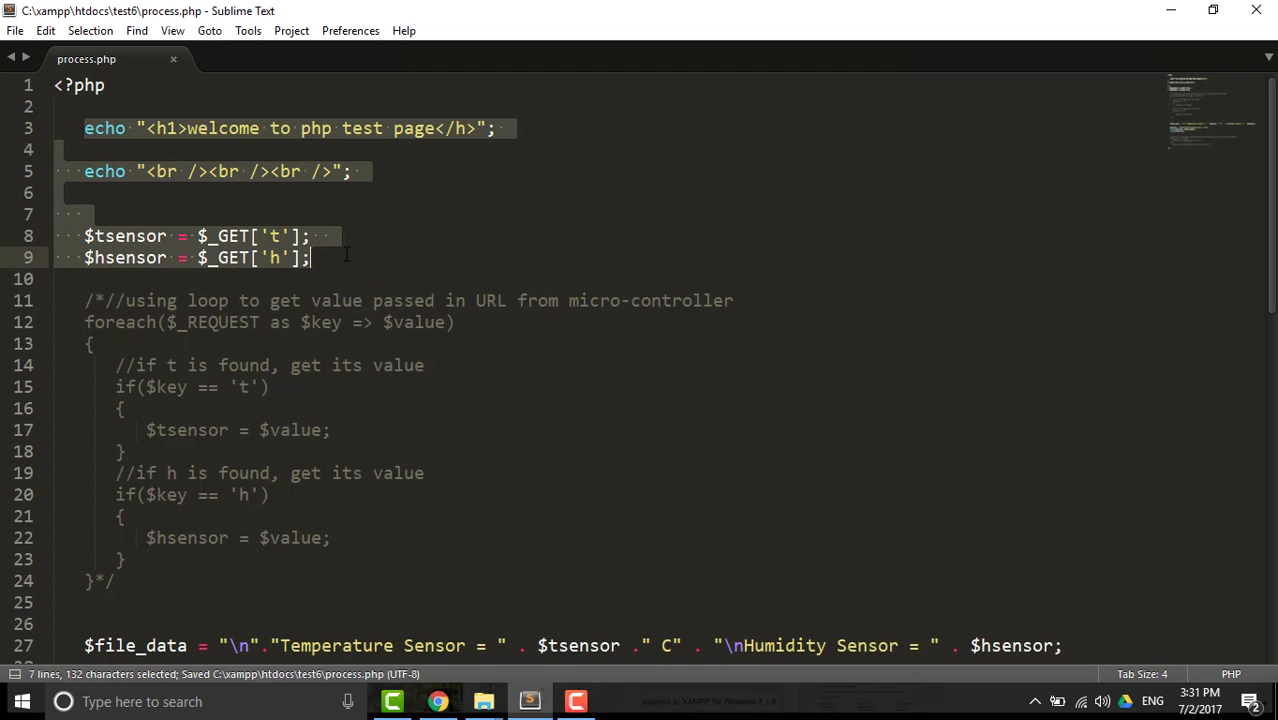 C:\xampp\htdocs\test6\process.php - Sublime Text
File Edit Selection Find View Goto Tools Project Preferences Help
process.php
1 <?php
2
3 echo "<h1>welcome to php test page</h>";
4
5 echo "<br /><br /><br />";
6
7
8 $tsensor = $_GET['t'];
9 $hsensor = $_GET['h'];
10
11 /*//using loop to get value passed in URL from micro-controller
12 foreach($_REQUEST as $key => $value)
13 {
14 //if t is found, get its value
15 if($key == 't')
16 {
17 $tsensor = $value;
18 }
19 //if h is found, get its value
20 if($key == 'h')
21 {
22 $hsensor = $value;
23 }
24 }*/
25
26
27 $file_data = "\n"."Temperature Sensor = " . $tsensor ." C" . "\nHumidity Sensor = " . $hsensor;
7 lines, 132 characters selected; Saved C:\xampp\htdocs\test6\process.php (UTF-8) Tab Size: 4 PHP
Type here to search
ENG
3:31 PM
7/2/2017
2